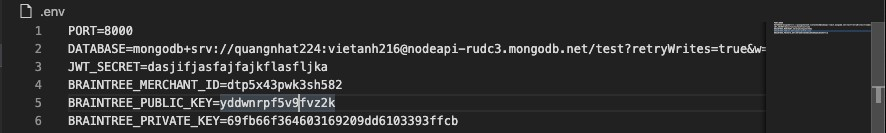 .env
1 PORT=8000
2 DATABASE=mongodb+srv://quangnhat224:vietanh216@nodeapi-rudc3.mongodb.net/test?retryWrites=true&w=
3 JWT_SECRET=dasjifjasfajfajkflasfljka
4 BRAINTREE_MERCHANT_ID=dtp5x43pwk3sh582
5 BRAINTREE_PUBLIC_KEY=yddwnrpf5v9fvz2k
6 BRAINTREE_PRIVATE_KEY=69fb66f364603169209dd6103393ffcb